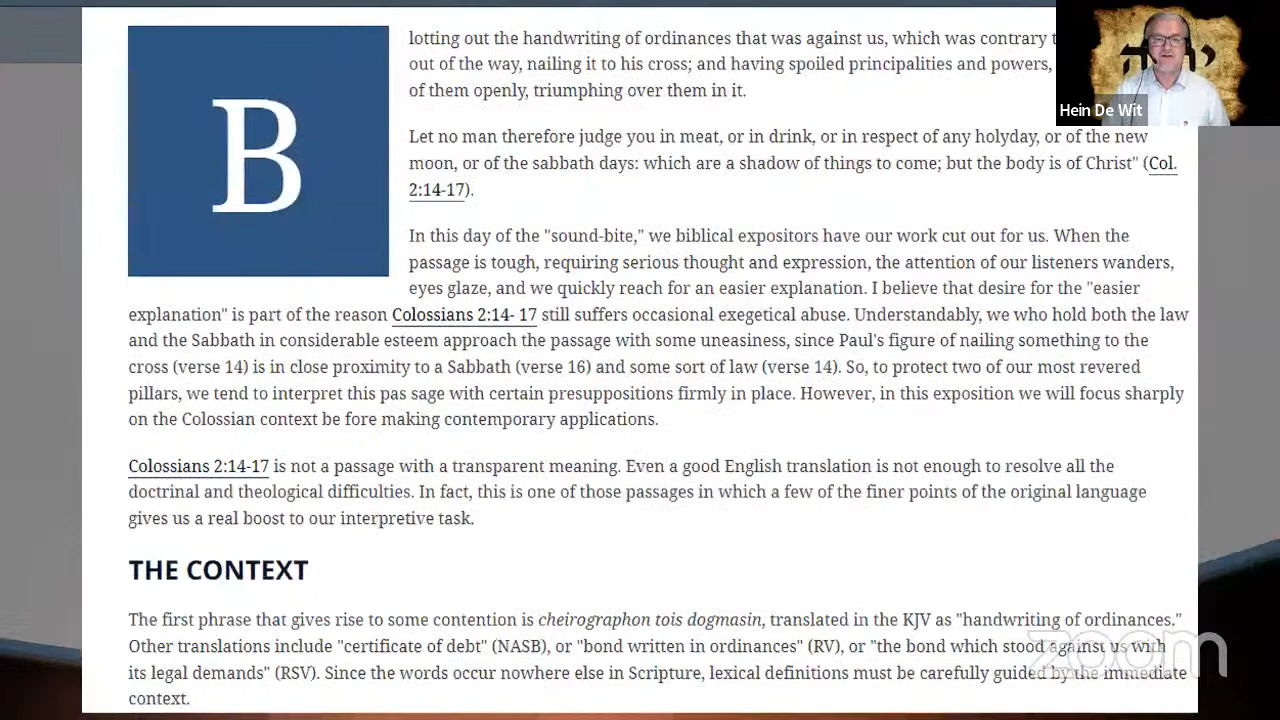 B
lotting out the handwriting of ordinances that was against us, which was contrary
out of the way, nailing it to his cross; and having spoiled principalities and powers,
of them openly, triumphing over them in it.
Let no man therefore judge you in meat, or in drink, or in respect of any holyday, or of the new
moon, or of the sabbath days: which are a shadow of things to come; but the body is of Christ" (Col.
2:14-17).
In this day of the "sound-bite," we biblical expositors have our work cut out for us. When the
passage is tough, requiring serious thought and expression, the attention of our listeners wanders,
eyes glaze, and we quickly reach for an easier explanation. I believe that desire for the "easier
explanation" is part of the reason Colossians 2:14- 17 still suffers occasional exegetical abuse. Understandably, we who hold both the law
and the Sabbath in considerable esteem approach the passage with some uneasiness, since Paul's figure of nailing something to the
cross (verse 14) is in close proximity to a Sabbath (verse 16) and some sort of law (verse 14). So, to protect two of our most revered
pillars, we tend to interpret this pas sage with certain presuppositions firmly in place. However, in this exposition we will focus sharply
on the Colossian context be fore making contemporary applications.
Colossians 2:14-17 is not a passage with a transparent meaning. Even a good English translation is not enough to resolve all the
doctrinal and theological difficulties. In fact, this is one of those passages in which a few of the finer points of the original language
gives us a real boost to our interpretive task.
THE CONTEXT
The first phrase that gives rise to some contention is cheirographon tois dogmasin, translated in the KJV as "handwriting of ordinances."
Other translations include "certificate of debt" (NASB), or "bond written in ordinances" (RV), or "the bond which stood against us with
its legal demands" (RSV). Since the words occur nowhere else in Scripture, lexical definitions must be carefully guided by the immediate
context.
Hein De Wit
zoom